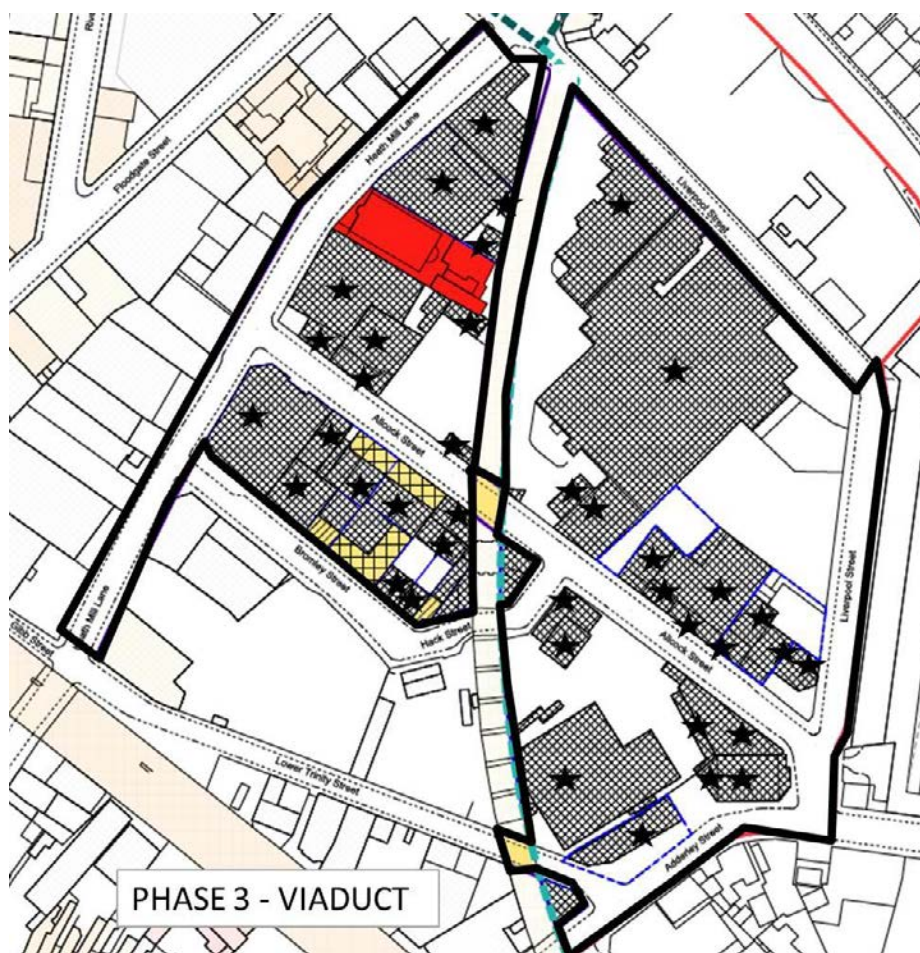 Rive
Floodgate Street
Heath Mill Lane
Liverpool Street
Allcock Street
Bromley Street
Hack Street
Heath Mill Lane
Gibb Street
Allcock Street
Liverpool Street
Lower Trinity Street
Adderley Street
PHASE 3 - VIADUCT